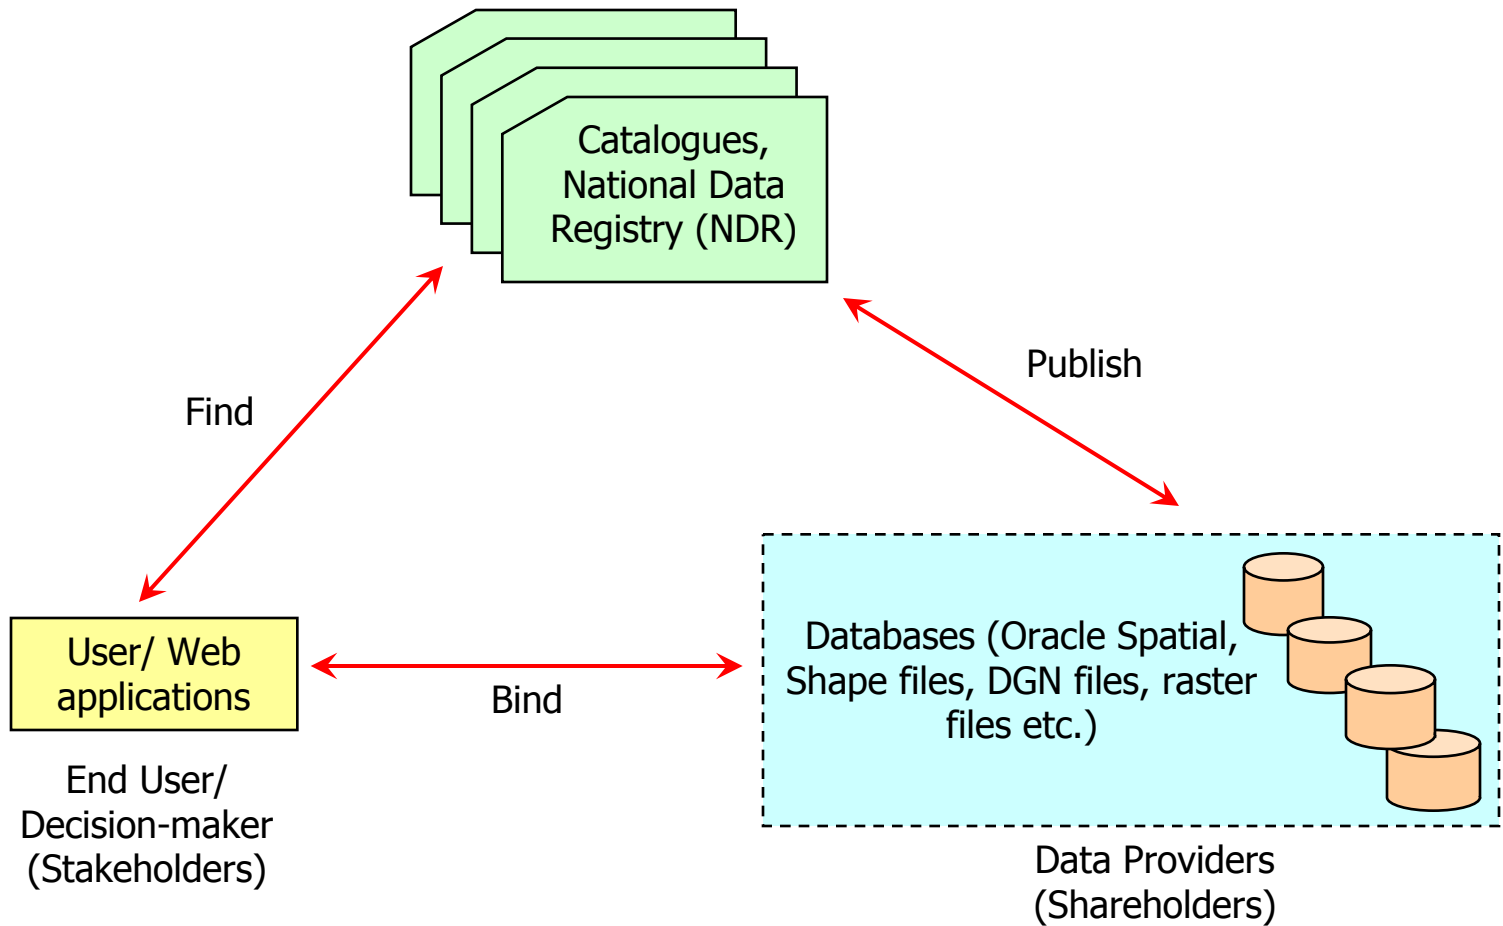 Catalogues,
National Data
Registry (NDR)
Publish
Find
User/ Web
applications
Bind
Databases (Oracle Spatial,
Shape files, DGN files, raster
files etc.)
End User/
Decision-maker
(Stakeholders)
Data Providers
(Shareholders)